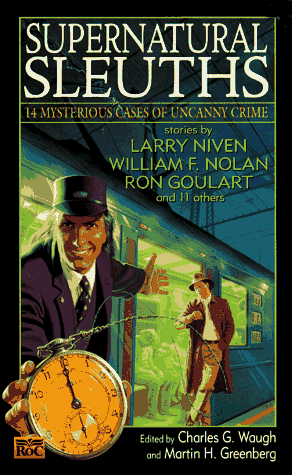 SUPERNATURAL
SLEUTHS
14 MYSTERIOUS CASES OF UNCANNY CRIME
stories by
LARRY NIVEN
WILLIAM F. NOLAN
RON GOULART
and 11 others
ROC
Edited by Charles G. Waugh
and Martin H. Greenberg